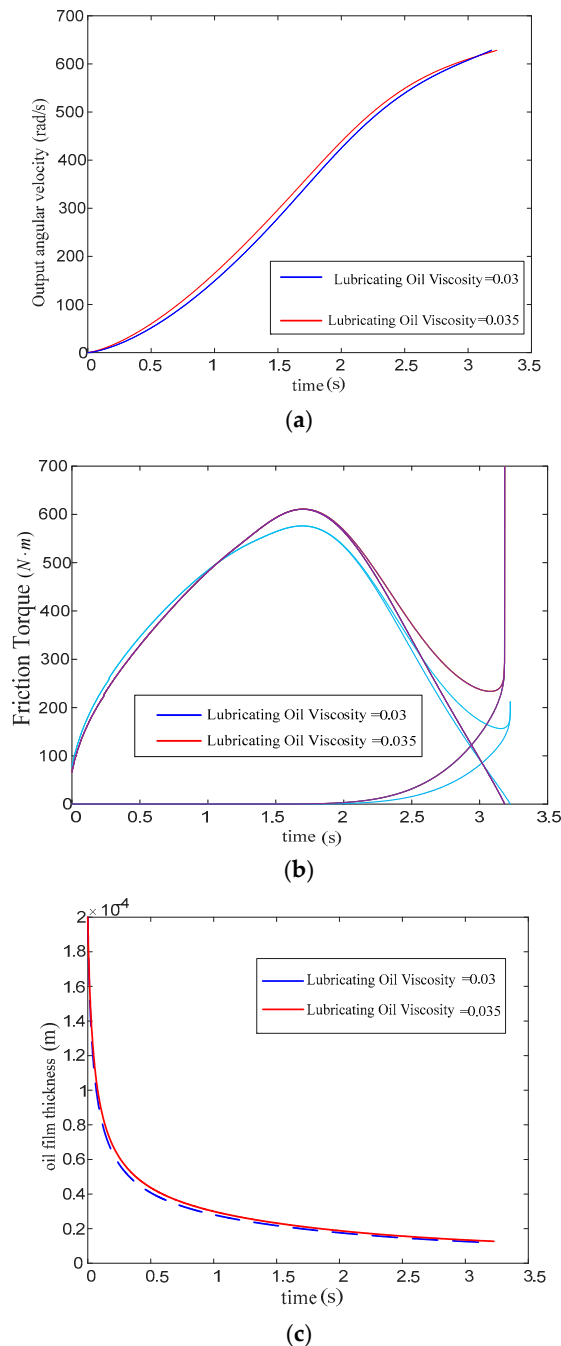 700
600
500
400
300
200
100
0
Output angular velocity (rad/s)
Lubricating Oil Viscosity=0.03
Lubricating Oil Viscosity=0.035
0 0.5 1 1.5 2 2.5 3 3.5
time (s)
(a)
700
600
500
400
300
200
100
0
Friction Torque (N·m)
Lubricating Oil Viscosity =0.03
Lubricating Oil Viscosity =0.035
0 0.5 1 1.5 2 2.5 3 3.5
time (s)
(b)
2×10⁻⁴
1.8
1.6
1.4
1.2
1
0.8
0.6
0.4
0.2
0
oil film thickness (m)
Lubricating Oil Viscosity =0.03
Lubricating Oil Viscosity =0.035
0 0.5 1 1.5 2 2.5 3 3.5
time (s)
(c)